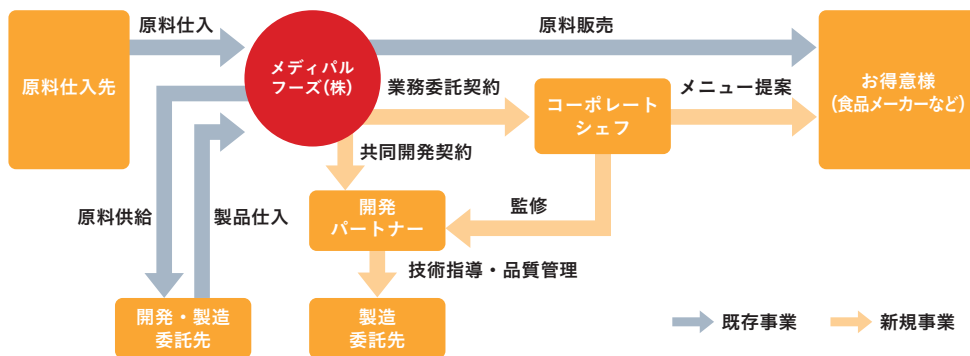 原料仕入
原料販売
原料仕入先
メディパル
フーズ(株)
業務委託契約
コーポレート
シェフ
メニュー提案
お得意様
(食品メーカーなど)
共同開発契約
原料供給
製品仕入
開発
パートナー
監修
技術指導・品質管理
開発・製造
委託先
製造
委託先
既存事業
新規事業